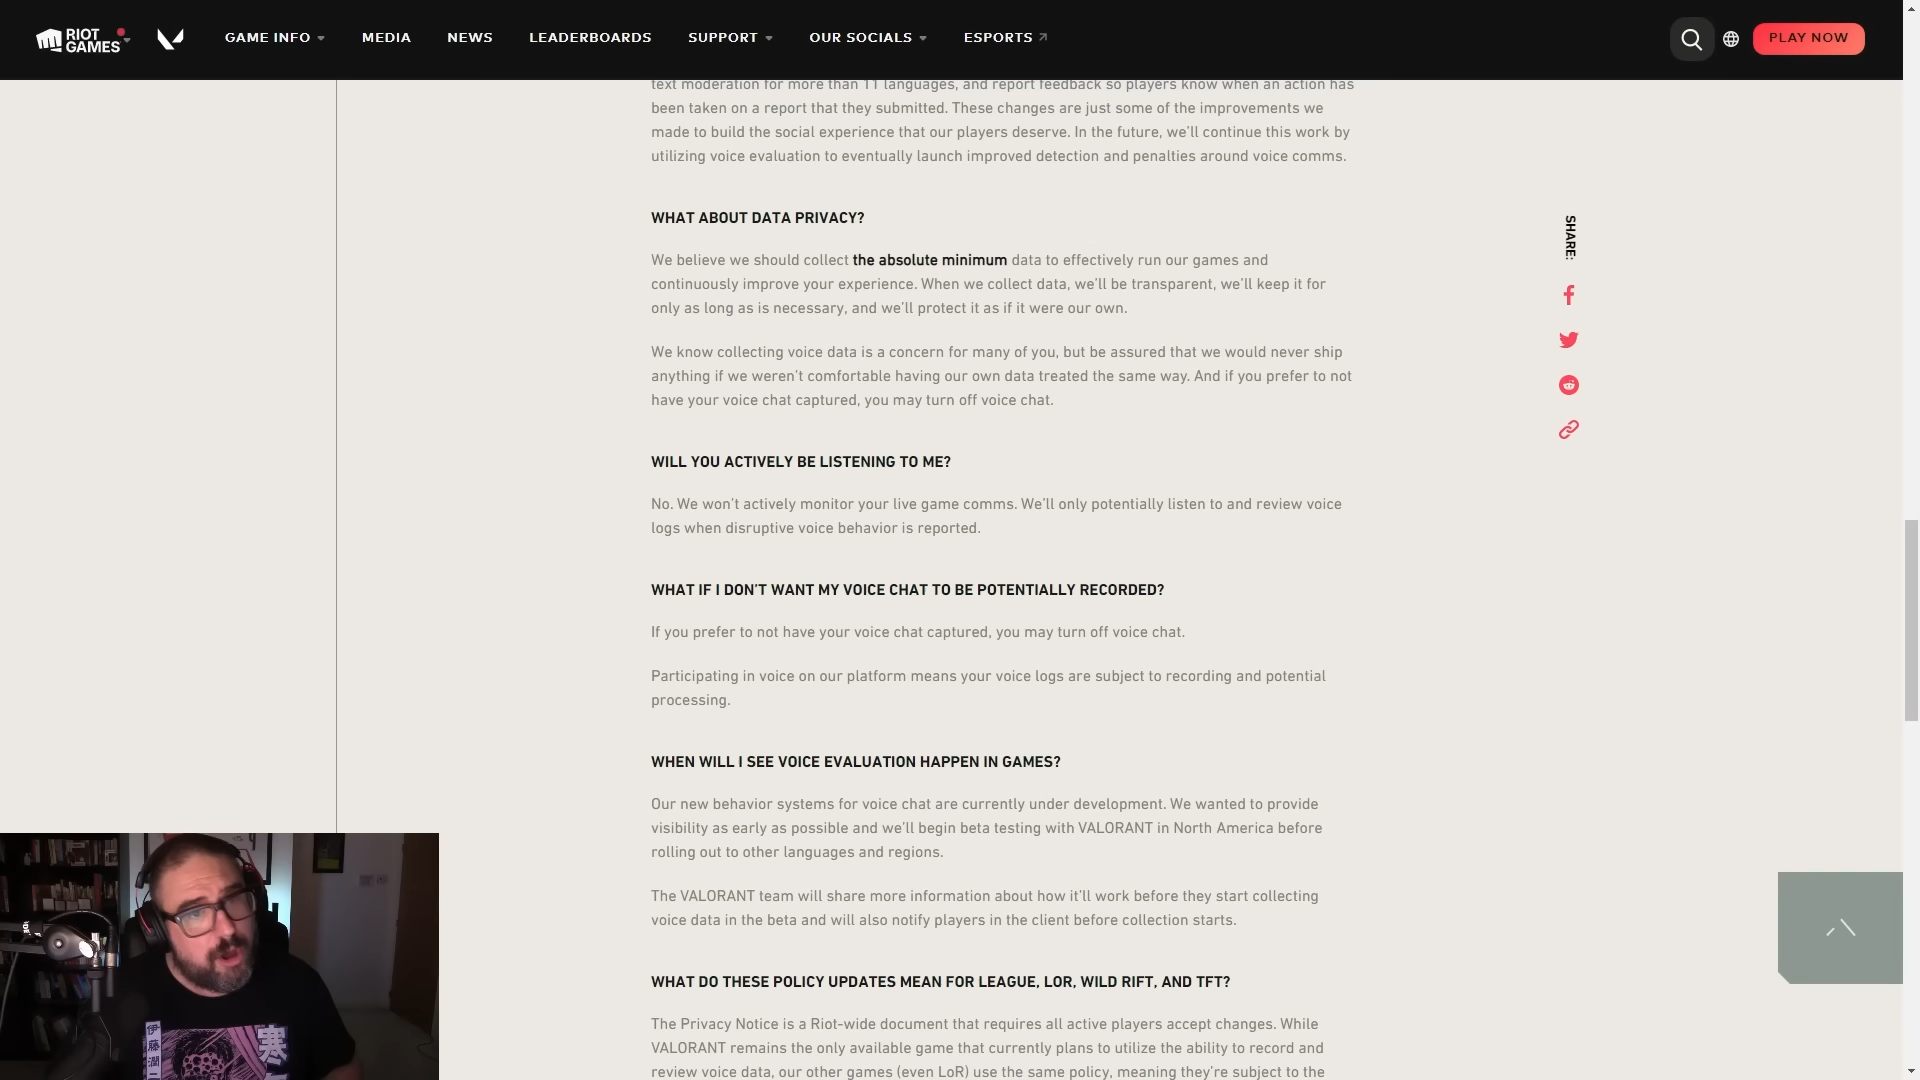 RIOT GAMES
GAME INFO
MEDIA
NEWS
LEADERBOARDS
SUPPORT
OUR SOCIALS
ESPORTS
PLAY NOW
text moderation for more than 11 languages, and report feedback so players know when an action has
been taken on a report that they submitted. These changes are just some of the improvements we
made to build the social experience that our players deserve. In the future, we'll continue this work by
utilizing voice evaluation to eventually launch improved detection and penalties around voice comms.
WHAT ABOUT DATA PRIVACY?
We believe we should collect the absolute minimum data to effectively run our games and
continuously improve your experience. When we collect data, we'll be transparent, we'll keep it for
only as long as is necessary, and we'll protect it as if it were our own.
We know collecting voice data is a concern for many of you, but be assured that we would never ship
anything if we weren't comfortable having our own data treated the same way. And if you prefer to not
have your voice chat captured, you may turn off voice chat.
WILL YOU ACTIVELY BE LISTENING TO ME?
No. We won't actively monitor your live game comms. We'll only potentially listen to and review voice
logs when disruptive voice behavior is reported.
WHAT IF I DON'T WANT MY VOICE CHAT TO BE POTENTIALLY RECORDED?
If you prefer to not have your voice chat captured, you may turn off voice chat.
Participating in voice on our platform means your voice logs are subject to recording and potential
processing.
WHEN WILL I SEE VOICE EVALUATION HAPPEN IN GAMES?
Our new behavior systems for voice chat are currently under development. We wanted to provide
visibility as early as possible and we'll begin beta testing with VALORANT in North America before
rolling out to other languages and regions.
The VALORANT team will share more information about how it'll work before they start collecting
voice data in the beta and will also notify players in the client before collection starts.
WHAT DO THESE POLICY UPDATES MEAN FOR LEAGUE, LOR, WILD RIFT, AND TFT?
The Privacy Notice is a Riot-wide document that requires all active players accept changes. While
VALORANT remains the only available game that currently plans to utilize the ability to record and
review voice data, our other games (even LoR) use the same policy, meaning they're subject to the
SHARE:
伊藤潤二
寒